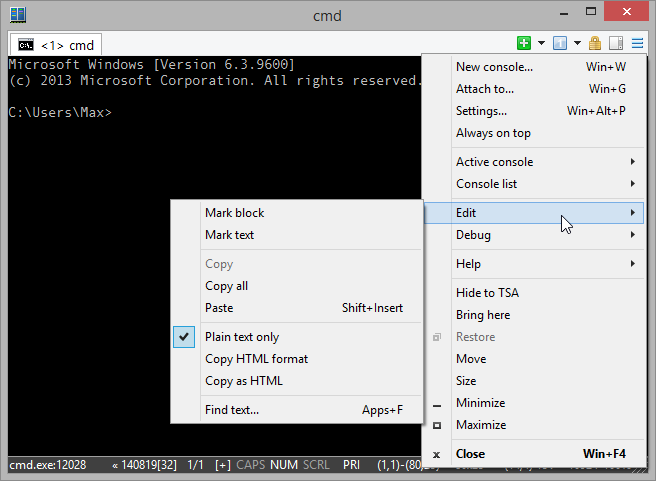 cmd
<1> cmd
Microsoft Windows [Version 6.3.9600]
(c) 2013 Microsoft Corporation. All rights reserved.
C:\Users\Max>
New console... Win+W
Attach to... Win+G
Settings... Win+Alt+P
Always on top
Active console
Console list
Edit
Debug
Help
Hide to TSA
Bring here
Restore
Move
Size
Minimize
Maximize
Close Win+F4
Mark block
Mark text
Copy
Copy all
Paste Shift+Insert
Plain text only
Copy HTML format
Copy as HTML
Find text... Apps+F
cmd.exe:12028 « 140819[32] 1/1 [+] CAPS NUM SCRL PRI (1,1)-(80,